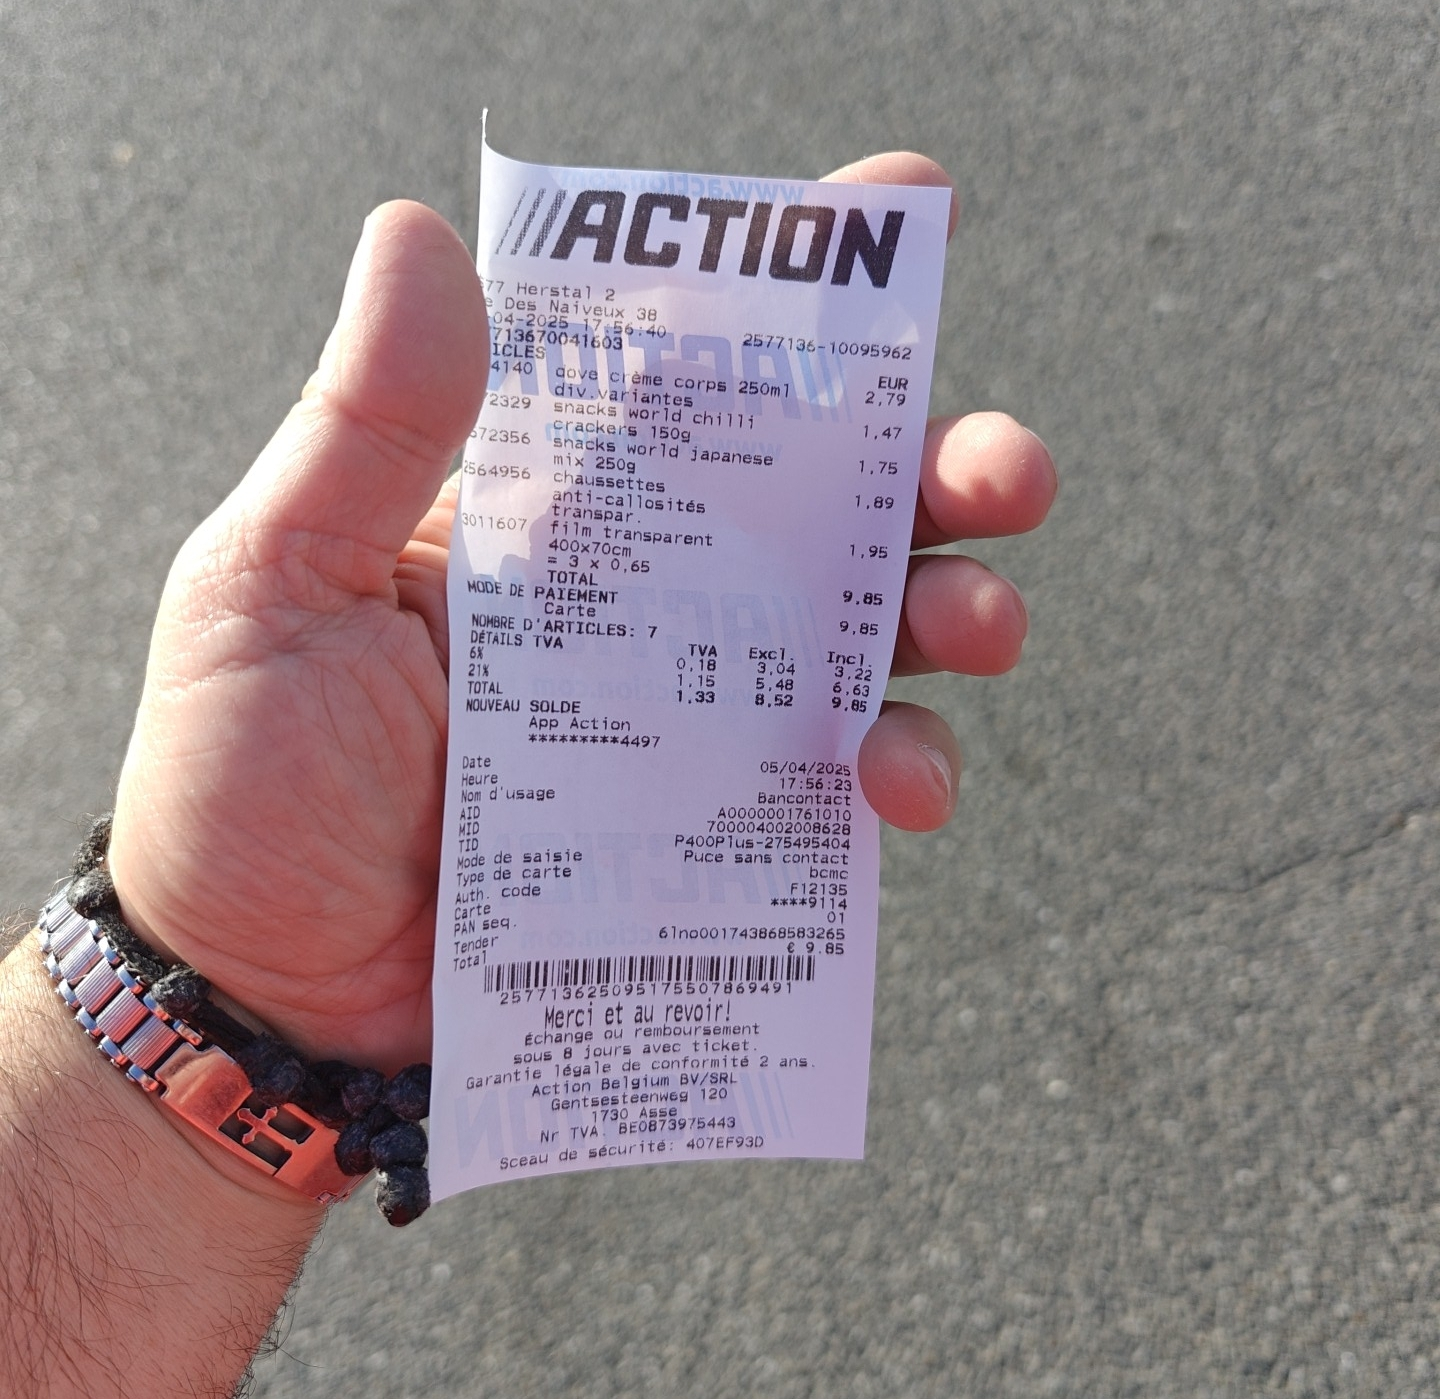 ///ACTION
77 Herstal 2
e Des Naiveux 38
04-2025 17:56:40
713670041603 2577136-10095962
ICLES EUR
4140 dove crème corps 250ml 2,79
div.variantes
72329 snacks world chilli
crackers 150g 1,47
572356 snacks world japanese
mix 250g 1,75
2564956 chaussettes
anti-callosités 1,89
transpar.
3011607 film transparent
400x70cm 1,95
= 3 x 0,65
TOTAL 9,85
MODE DE PAIEMENT
Carte 9,85
NOMBRE D'ARTICLES: 7
DÉTAILS TVA TVA Excl. Incl.
6% 0,18 3,04 3,22
21% 1,15 5,48 6,63
TOTAL 1,33 8,52 9,85
NOUVEAU SOLDE
App Action
*********4497
Date 05/04/2025
Heure 17:56:23
Nom d'usage Bancontact
AID A0000001761010
MID 700004002008628
TID P400Plus-275495404
Mode de saisie Puce sans contact
Type de carte bcmc
Auth. code F12135
Carte ****9114
PAN seq. 01
Tender 61no001743868583265
Total € 9.85
257713625095175507869491
Merci et au revoir!
Échange ou remboursement
sous 8 jours avec ticket.
Garantie légale de conformité 2 ans.
Action Belgium BV/SRL
Gentsesteenweg 120
1730 Asse
Nr TVA. BE0873975443
Sceau de sécurité: 407EF93D